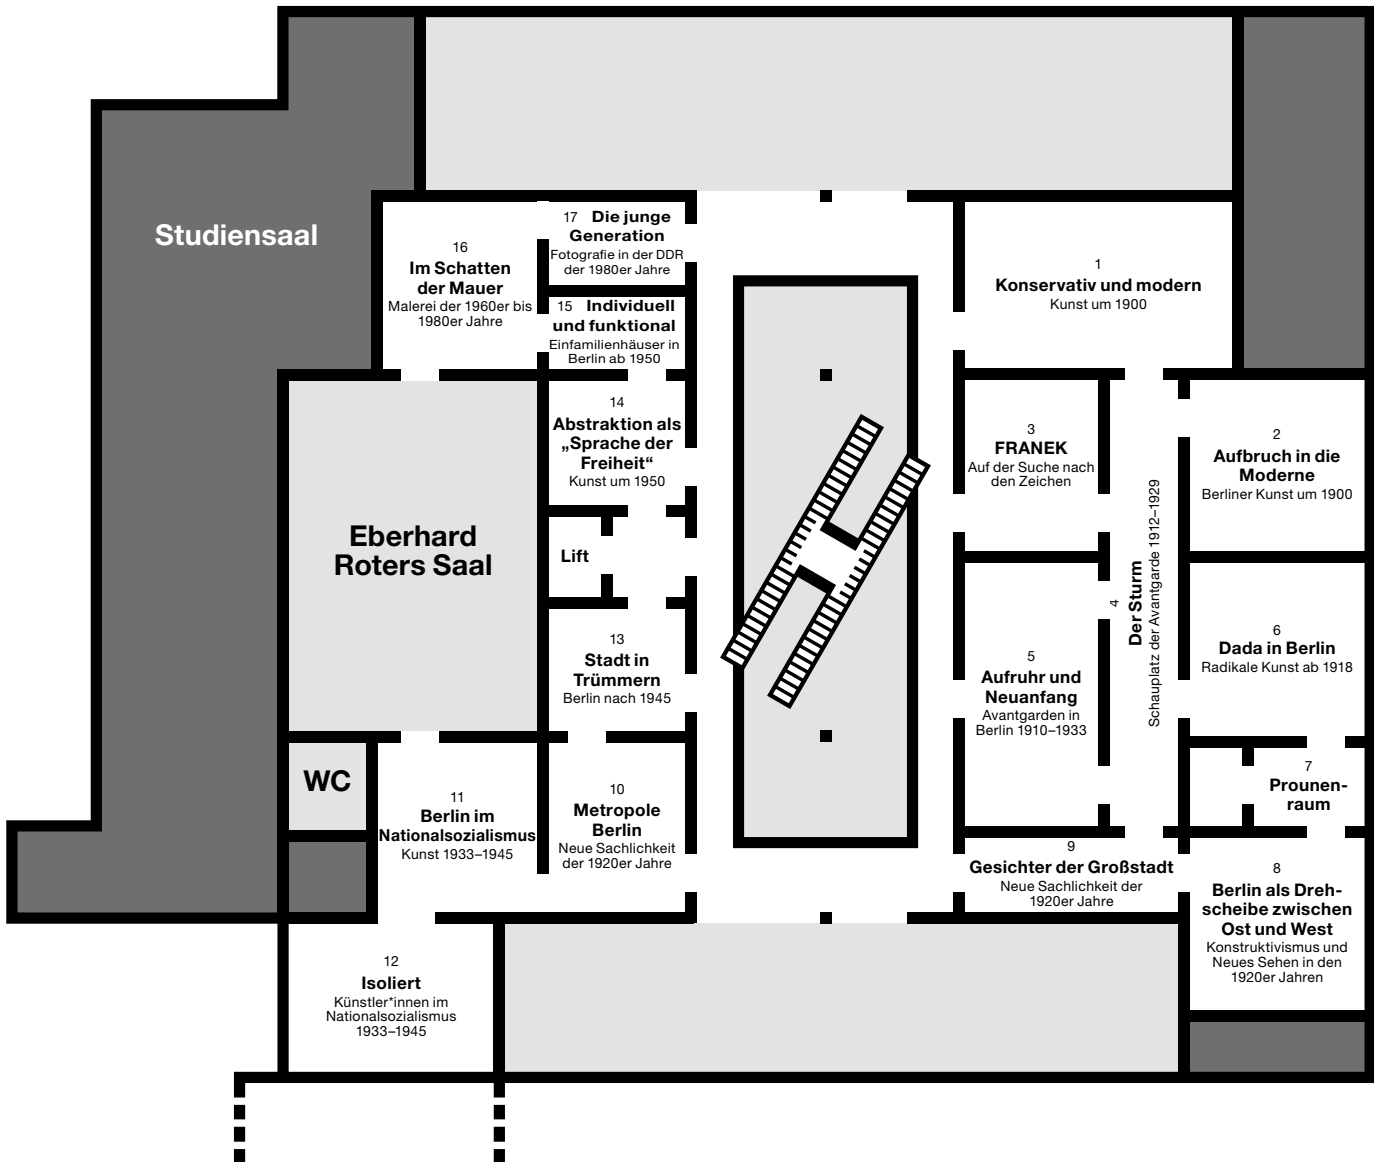 Studiensaal
16
Im Schatten
der Mauer
Malerei der 1960er bis
1980er Jahre
17 Die junge
Generation
Fotografie in der DDR
der 1980er Jahre
15 Individuell
und funktional
Einfamilienhäuser in
Berlin ab 1950
1
Konservativ und modern
Kunst um 1900
14
Abstraktion als
„Sprache der
Freiheit“
Kunst um 1950
3
FRANEK
Auf der Suche nach
den Zeichen
2
Aufbruch in die
Moderne
Berliner Kunst um 1900
Eberhard
Roters Saal
Lift
4
Der Sturm
Schauplatz der Avantgarde 1912–1929
13
Stadt in
Trümmern
Berlin nach 1945
5
Aufruhr und
Neuanfang
Avantgarden in
Berlin 1910–1933
6
Dada in Berlin
Radikale Kunst ab 1918
WC
11
Berlin im
Nationalsozialismus
Kunst 1933–1945
10
Metropole
Berlin
Neue Sachlichkeit
der 1920er Jahre
7
Prounen-
raum
9
Gesichter der Großstadt
Neue Sachlichkeit der
1920er Jahre
8
Berlin als Dreh-
scheibe zwischen
Ost und West
Konstruktivismus und
Neues Sehen in den
1920er Jahren
12
Isoliert
Künstler*innen im
Nationalsozialismus
1933–1945